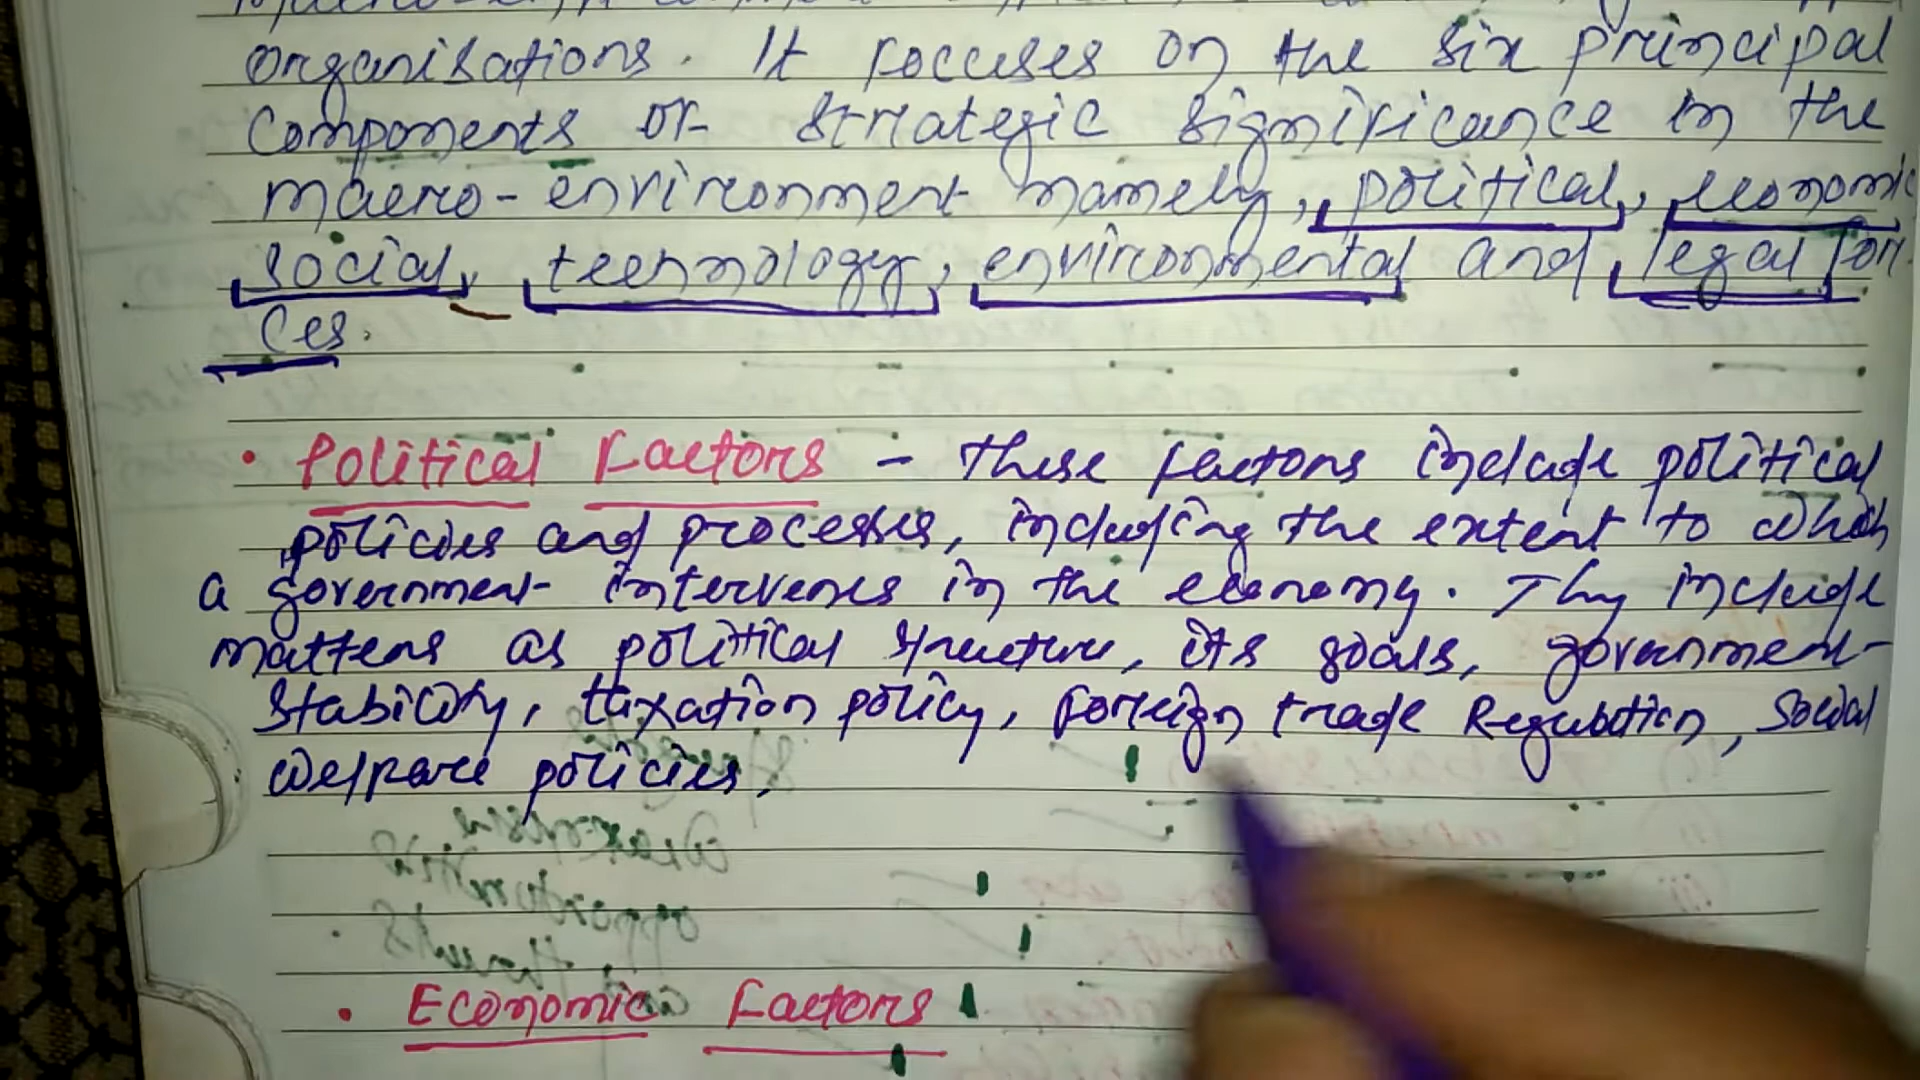 organisations. It focuses on the six principal
components of strategic significance in the
macro-environment namely, political, economic
social, technology, environmental and legal for-
ces.
• Political Factors - these factors include political
policies and processes, including the extent to which
a government intervenes in the economy. They include
matters as political structure, its goals, government
stability, taxation policy, foreign trade Regulation, social
welfare policies,
• Economic Factors